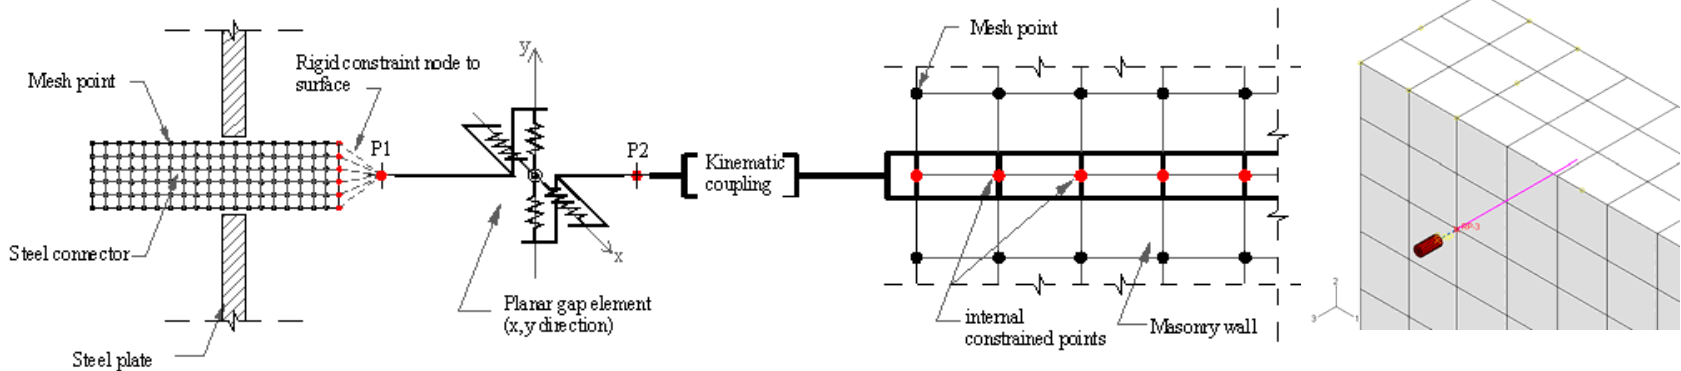 Mesh point
Rigid constraint node to
surface
P1
Steel connector
Steel plate
y
x
Planar gap element
(x,y direction)
P2
Kinematic
coupling
Mesh point
internal
constrained points
Masonry wall
RP-3
2
3
1